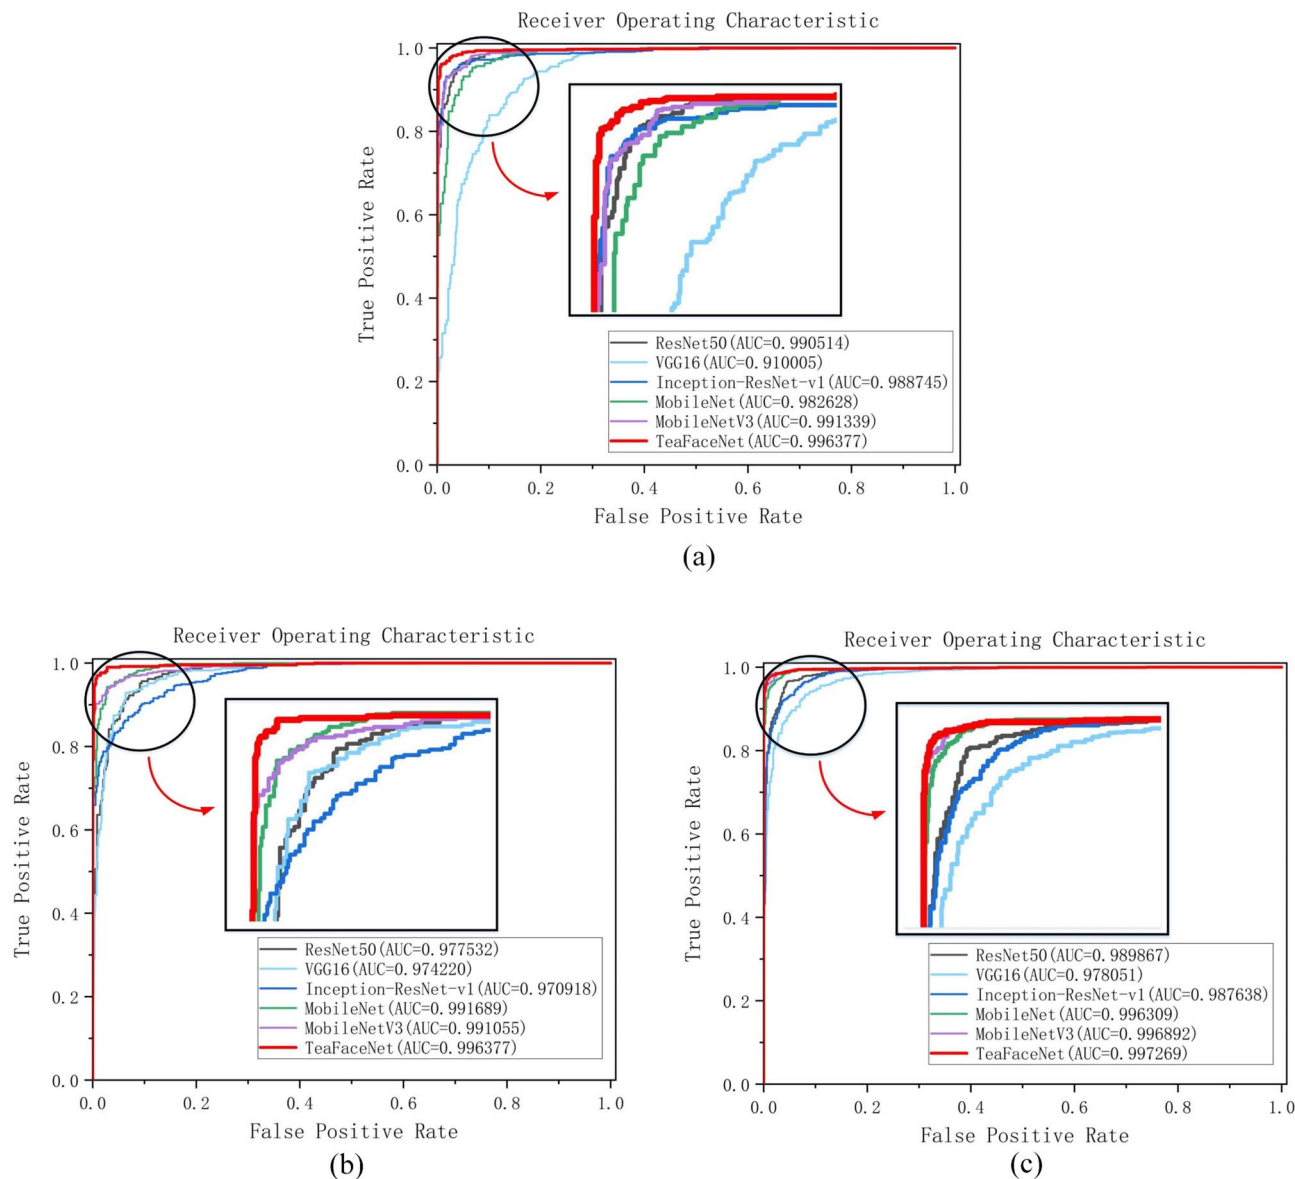 Receiver Operating Characteristic
1.0
0.8
0.6
0.4
0.2
0.0
True Positive Rate
ResNet50(AUC=0.990514)
VGG16(AUC=0.910005)
Inception-ResNet-v1(AUC=0.988745)
MobileNet(AUC=0.982628)
MobileNetV3(AUC=0.991339)
TeaFaceNet(AUC=0.996377)
0.0 0.2 0.4 0.6 0.8 1.0
False Positive Rate
(a)
Receiver Operating Characteristic
1.0
0.8
0.6
0.4
0.2
0.0
True Positive Rate
ResNet50(AUC=0.977532)
VGG16(AUC=0.974220)
Inception-ResNet-v1(AUC=0.970918)
MobileNet(AUC=0.991689)
MobileNetV3(AUC=0.991055)
TeaFaceNet(AUC=0.996377)
0.0 0.2 0.4 0.6 0.8 1.0
False Positive Rate
(b)
Receiver Operating Characteristic
1.0
0.8
0.6
0.4
0.2
0.0
True Positive Rate
ResNet50(AUC=0.989867)
VGG16(AUC=0.978051)
Inception-ResNet-v1(AUC=0.987638)
MobileNet(AUC=0.996309)
MobileNetV3(AUC=0.996892)
TeaFaceNet(AUC=0.997269)
0.0 0.2 0.4 0.6 0.8 1.0
False Positive Rate
(c)